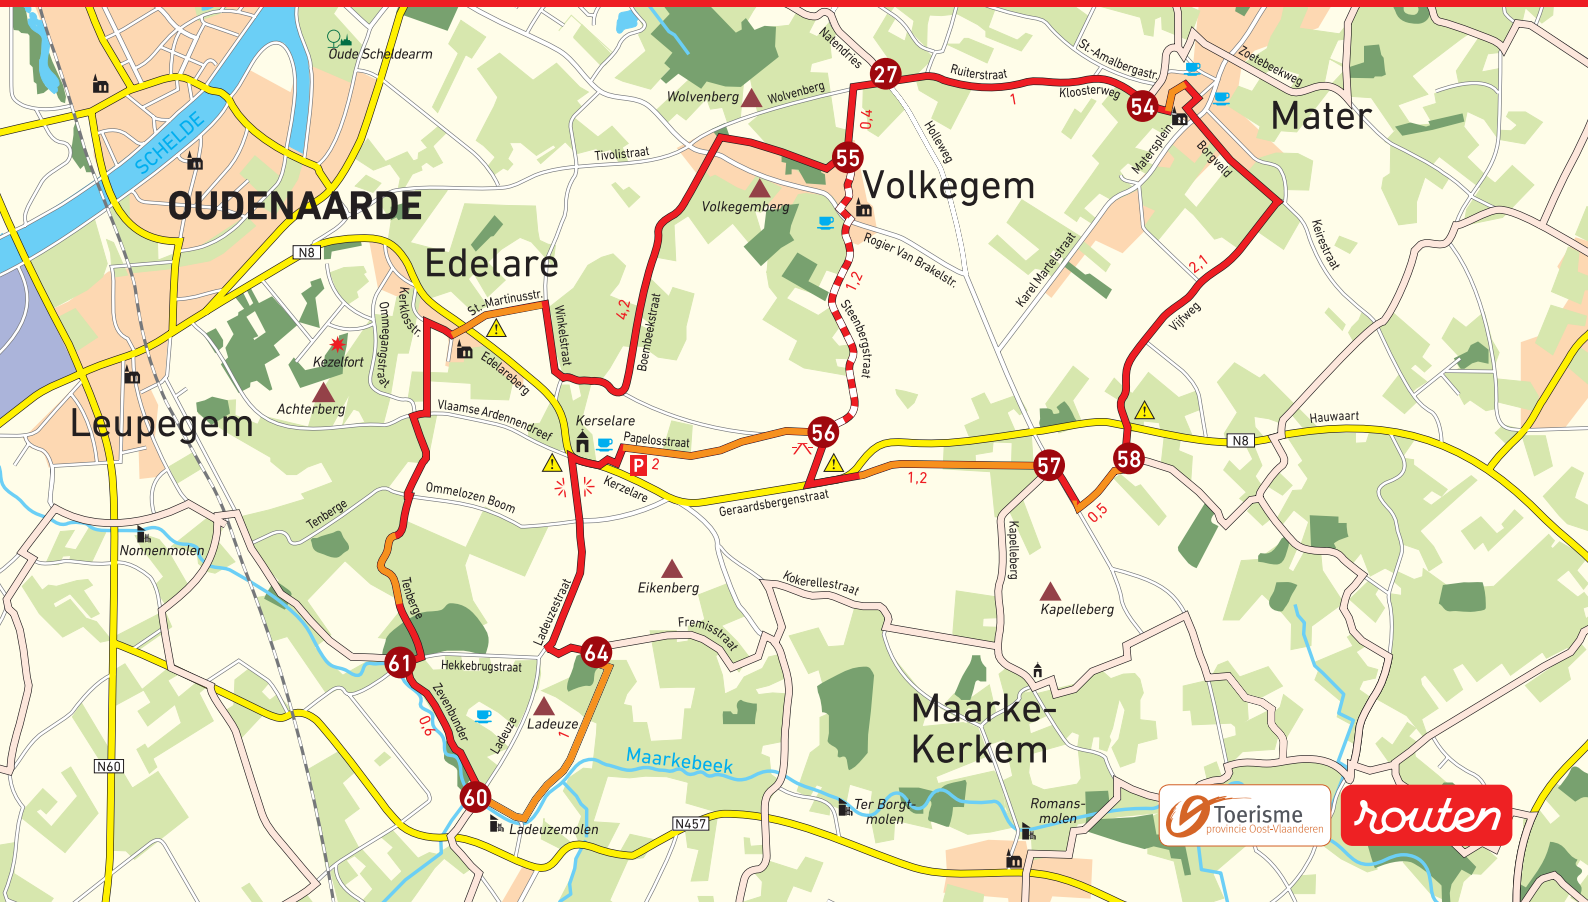 Oude Scheldearm
SCHELDE
OUDENAARDE
N8
Edelare
Leupegem
Kezelfort
Achterberg
Ommegangstraat
Kerklosstr.
St.-Martinusstr.
Edelareberg
Winkelstraat
Boembeekstraat
4,2
Wolvenberg
Wolvenberg
Tivolistraat
Volkegemberg
Natendries
27
Ruiterstraat
1
Kloosterweg
St.-Amalbergastr.
54
Zoetebeekweg
Mater
Matersplein
Borgveld
0,4
55
Volkegem
Holleweg
Rogier Van Brakelstr.
Karel Martelstraat
Keirestraat
2,1
Vijfweg
1,2
Steenbergstraat
Vlaamse Ardennendreef
Kerselare
Papelosstraat
P
2
Kerzelare
56
Geraardsbergenstraat
1,2
57
58
0,5
N8
Hauwaart
Ommelozen Boom
Tenberge
Nonnenmolen
Tenberge
Kapelleberg
Kapelleberg
Eikenberg
Kokerellestraat
Fremisstraat
Ladeuzestraat
64
61
Hekkebrugstraat
Zevenbunder
0,6
Ladeuze
Ladeuze
1
60
Ladeuzemolen
Maarkebeek
Maarke-
Kerkem
N60
N457
Ter Borgt-
molen
Romans-
molen
Toerisme
provincie Oost-Vlaanderen
routen